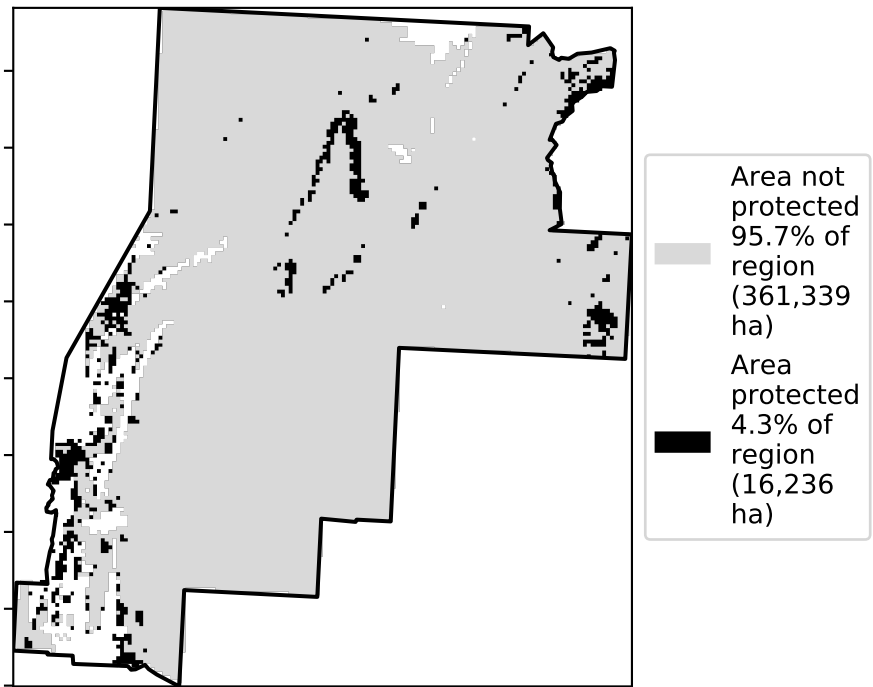 Area not
protected
95.7% of
region
(361,339
ha)
Area
protected
4.3% of
region
(16,236
ha)